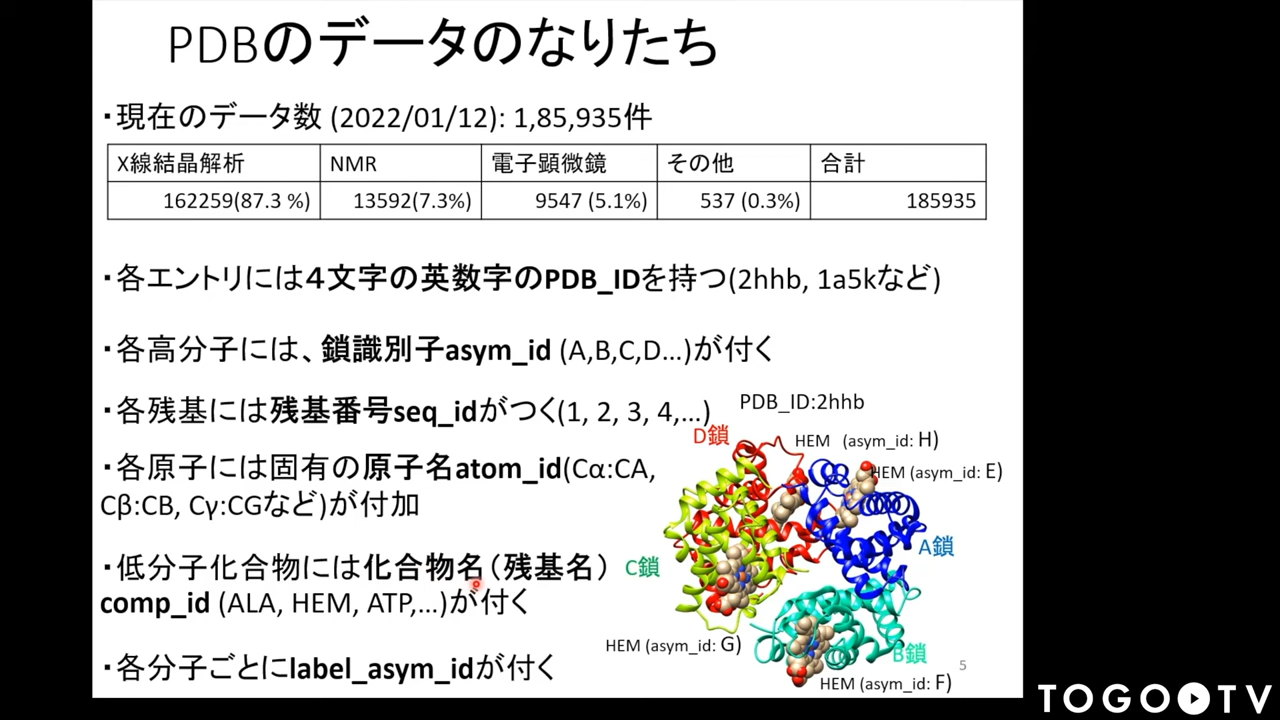 PDBのデータのなりたち
・現在のデータ数 (2022/01/12): 1,85,935件
X線結晶解析 NMR 電子顕微鏡 その他 合計
162259(87.3 %) 13592(7.3%) 9547 (5.1%) 537 (0.3%) 185935
・各エントリには４文字の英数字のPDB_IDを持つ(2hhb, 1a5kなど)
・各高分子には、鎖識別子asym_id (A,B,C,D...)が付く
・各残基には残基番号seq_idがつく(1, 2, 3, 4,...)
・各原子には固有の原子名atom_id(Cα:CA,
Cβ:CB, Cγ:CGなど)が付加
・低分子化合物には化合物名（残基名）
comp_id (ALA, HEM, ATP,...)が付く
・各分子ごとにlabel_asym_idが付く
PDB_ID:2hhb
D鎖
HEM (asym_id: H)
HEM (asym_id: E)
A鎖
C鎖
HEM (asym_id: G)
B鎖
HEM (asym_id: F)
5
TOGO TV